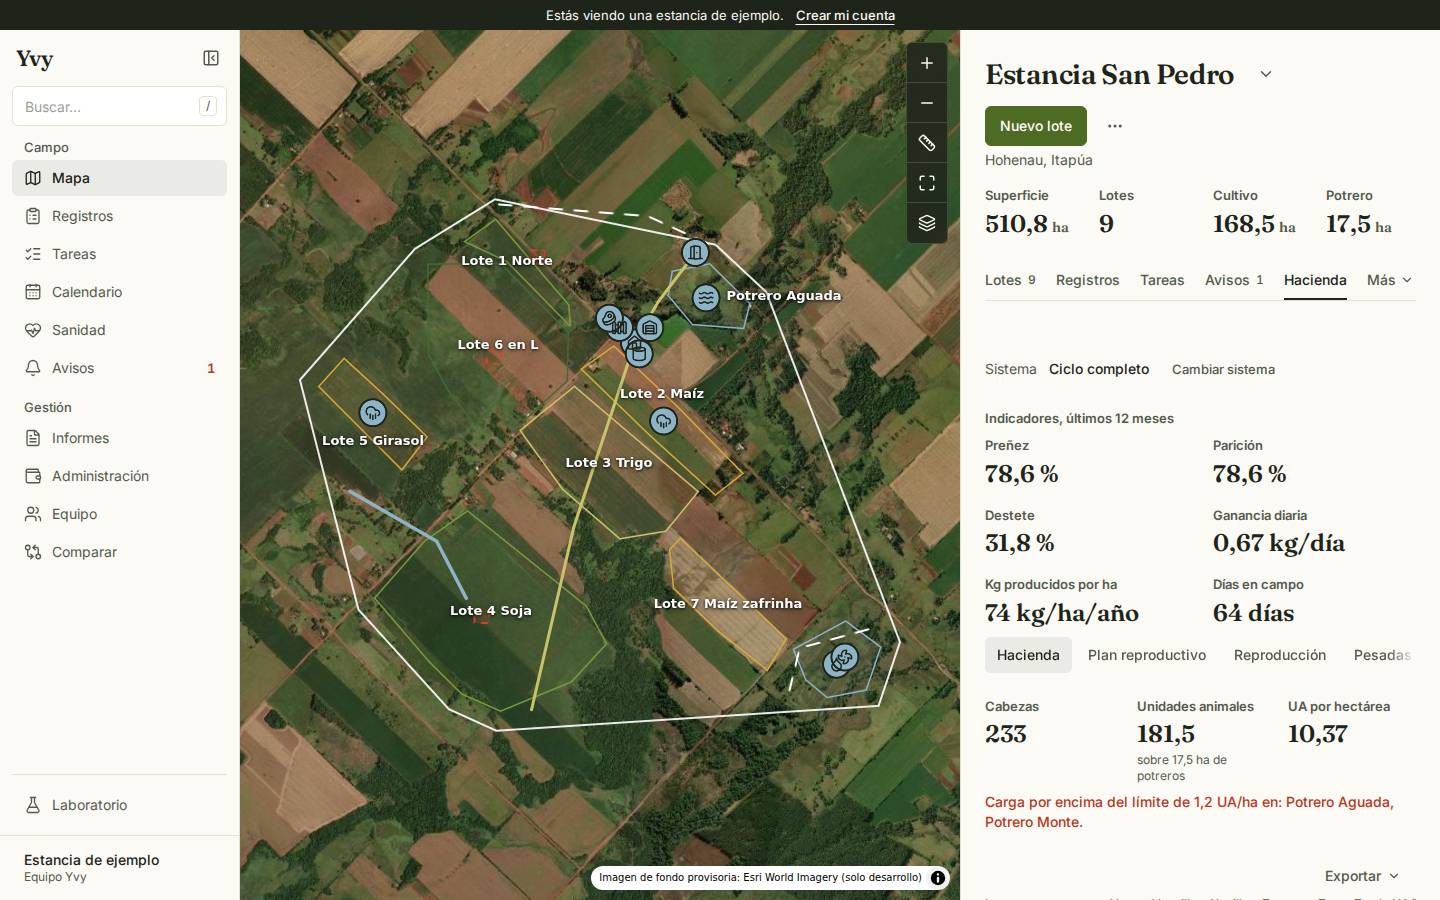 Estás viendo una estancia de ejemplo. Crear mi cuenta
Yvy
Buscar...
/
Campo
Mapa
Registros
Tareas
Calendario
Sanidad
Avisos 1
Gestión
Informes
Administración
Equipo
Comparar
Laboratorio
Estancia de ejemplo
Equipo Yvy
Lote 1 Norte
Potrero Aguada
Lote 6 en L
Lote 2 Maíz
Lote 5 Girasol
Lote 3 Trigo
Lote 4 Soja
Lote 7 Maíz zafrinha
Imagen de fondo provisoria: Esri World Imagery (solo desarrollo)
Estancia San Pedro
Nuevo lote
Hohenau, Itapúa
Superficie Lotes Cultivo Potrero
510,8 ha 9 168,5 ha 17,5 ha
Lotes 9 Registros Tareas Avisos 1 Hacienda Más
Sistema Ciclo completo Cambiar sistema
Indicadores, últimos 12 meses
Preñez Parición
78,6 % 78,6 %
Destete Ganancia diaria
31,8 % 0,67 kg/día
Kg producidos por ha Días en campo
74 kg/ha/año 64 días
Hacienda Plan reproductivo Reproducción Pesadas
Cabezas Unidades animales UA por hectárea
233 181,5 10,37
sobre 17,5 ha de
potreros
Carga por encima del límite de 1,2 UA/ha en: Potrero Aguada,
Potrero Monte.
Exportar